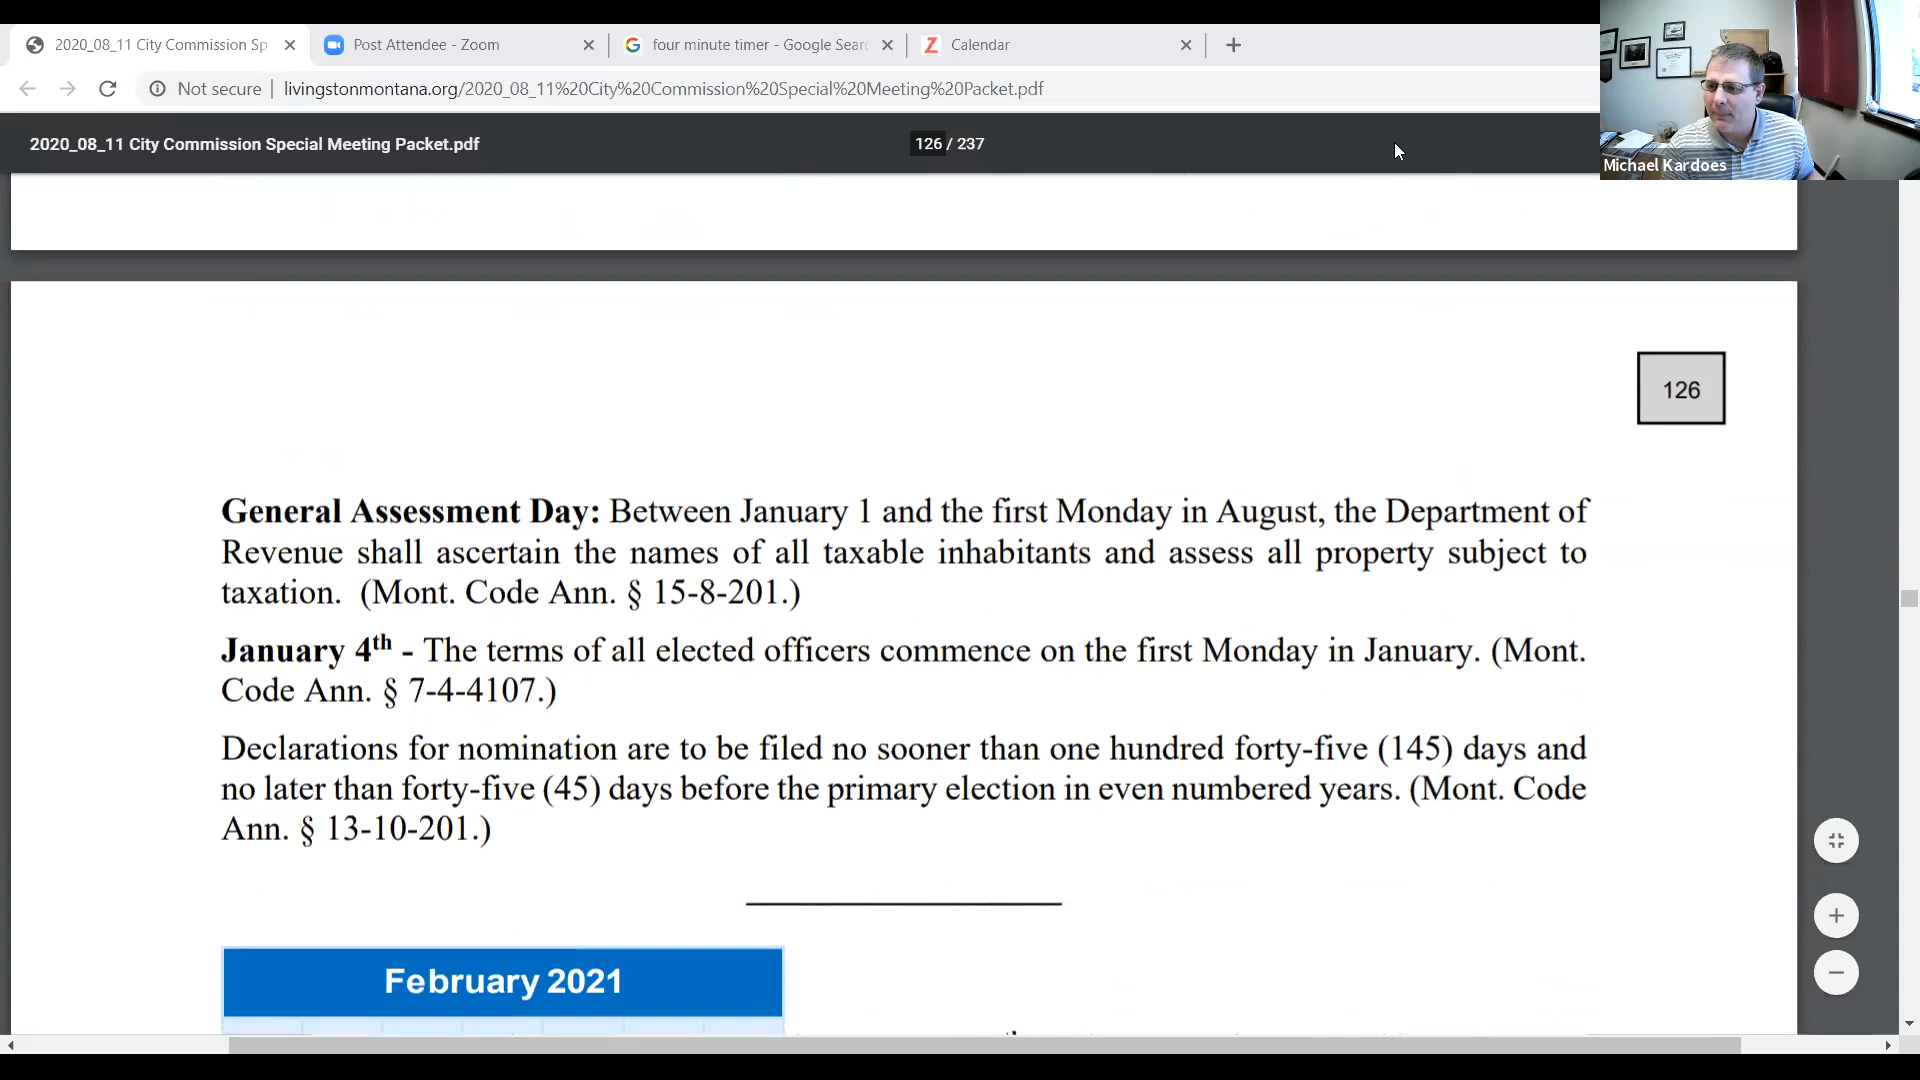 2020_08_11 City Commission Sp
Post Attendee - Zoom
four minute timer - Google Sear
Calendar
Not secure
livingstonmontana.org/2020_08_11%20City%20Commission%20Special%20Meeting%20Packet.pdf
2020_08_11 City Commission Special Meeting Packet.pdf
126 / 237
Michael Kardoes
126
General Assessment Day: Between January 1 and the first Monday in August, the Department of
Revenue shall ascertain the names of all taxable inhabitants and assess all property subject to
taxation. (Mont. Code Ann. § 15-8-201.)
January 4th - The terms of all elected officers commence on the first Monday in January. (Mont.
Code Ann. § 7-4-4107.)
Declarations for nomination are to be filed no sooner than one hundred forty-five (145) days and
no later than forty-five (45) days before the primary election in even numbered years. (Mont. Code
Ann. § 13-10-201.)
February 2021